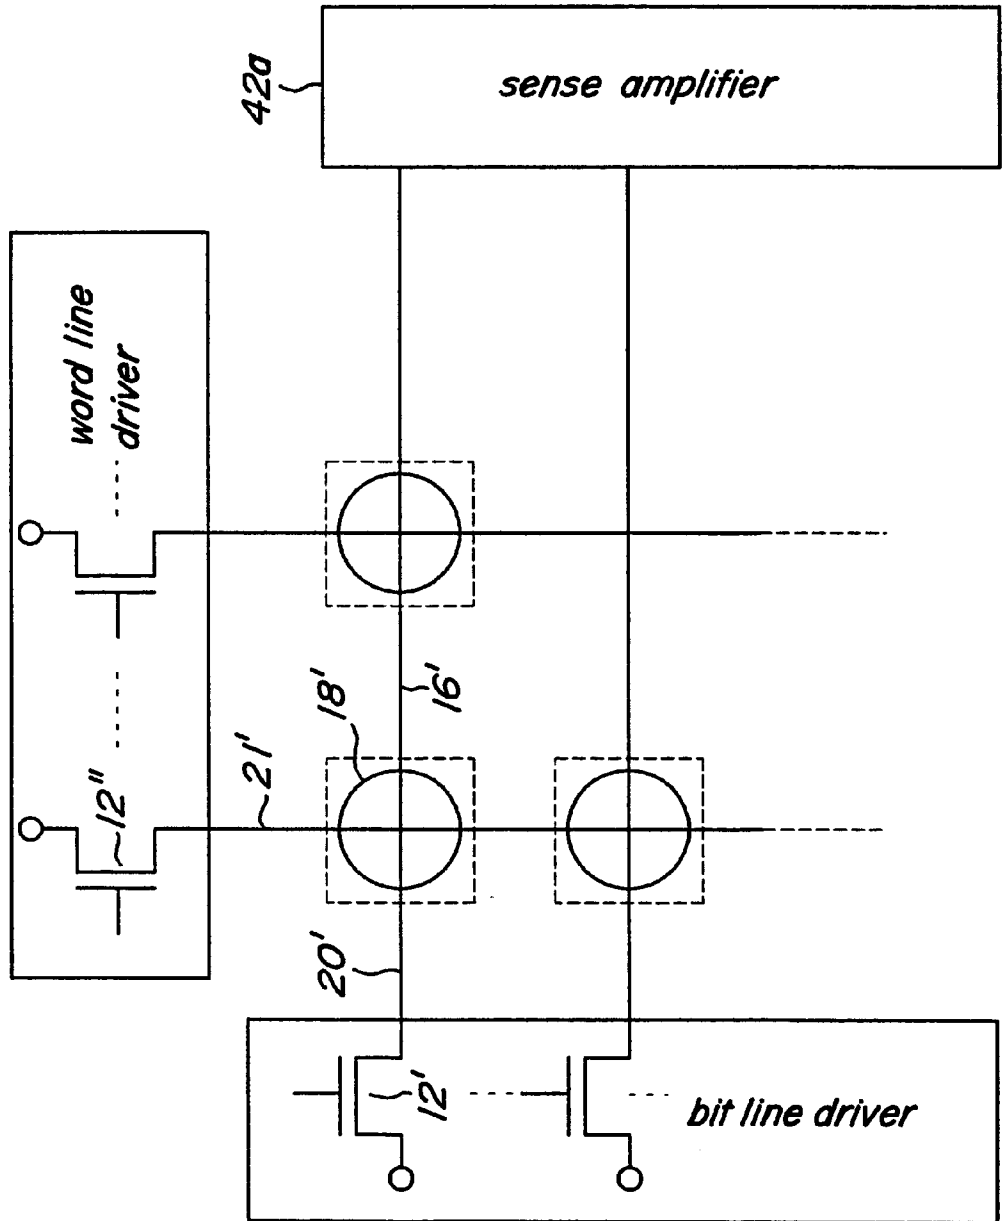 42a
sense amplifier
word line
driver
12"
21'
18'
16'
20'
12'
bit line driver